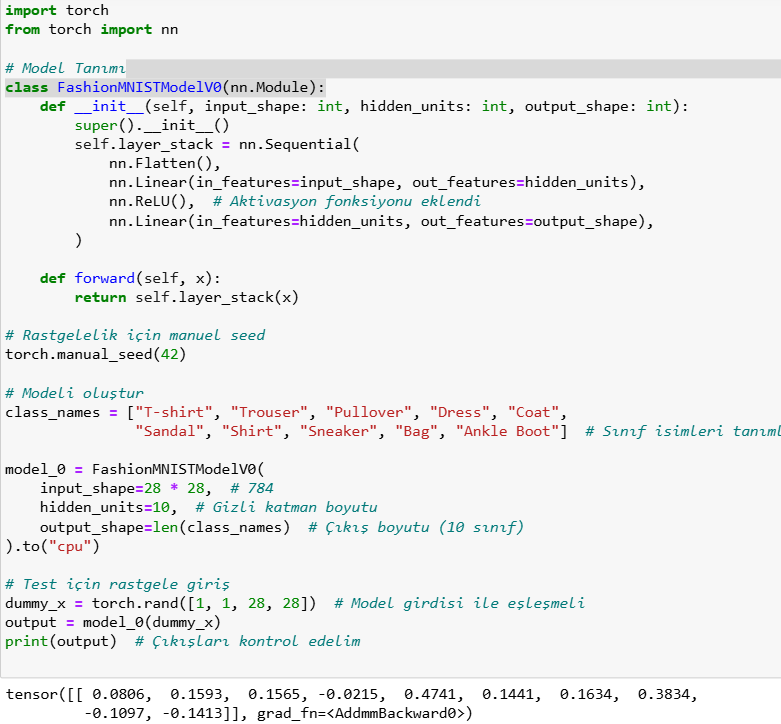 import torch
from torch import nn

# Model Tanımı
class FashionMNISTModelV0(nn.Module):
    def __init__(self, input_shape: int, hidden_units: int, output_shape: int):
        super().__init__()
        self.layer_stack = nn.Sequential(
            nn.Flatten(),
            nn.Linear(in_features=input_shape, out_features=hidden_units),
            nn.ReLU(),  # Aktivasyon fonksiyonu eklendi
            nn.Linear(in_features=hidden_units, out_features=output_shape),
        )

    def forward(self, x):
        return self.layer_stack(x)

# Rastgelelik için manuel seed
torch.manual_seed(42)

# Modeli oluştur
class_names = ["T-shirt", "Trouser", "Pullover", "Dress", "Coat",
               "Sandal", "Shirt", "Sneaker", "Bag", "Ankle Boot"]  # Sınıf isimleri

model_0 = FashionMNISTModelV0(
    input_shape=28 * 28,  # 784
    hidden_units=10,  # Gizli katman boyutu
    output_shape=len(class_names)  # Çıkış boyutu (10 sınıf)
).to("cpu")

# Test için rastgele giriş
dummy_x = torch.rand([1, 1, 28, 28])  # Model girdisi ile eşleşmeli
output = model_0(dummy_x)
print(output)  # Çıkışları kontrol edelim

tensor([[ 0.0806,  0.1593,  0.1565, -0.0215,  0.4741,  0.1441,  0.1634,  0.3834,
         -0.1097, -0.1413]], grad_fn=<AddmmBackward0>)